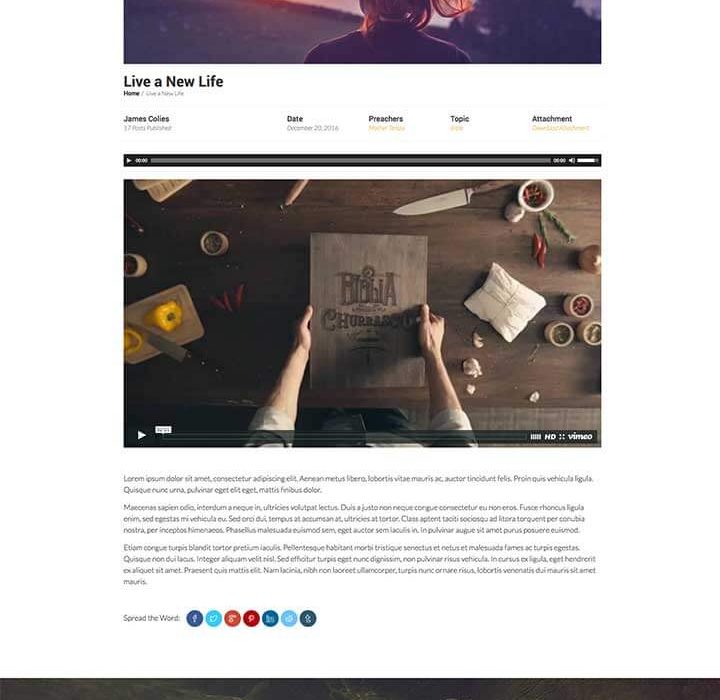 Live a New Life
Home / Live a New Life
James Colies
17 Posts Published
Date
December 20, 2016
Preachers
Mother Teresa
Topic
Attachment
Download Attachment
00:00 00:00
BIBLIA
CHURRASCO
HD vimeo
Lorem ipsum dolor sit amet, consectetur adipiscing elit. Aenean metus libero, lobortis vitae mauris ac, auctor tincidunt felis. Proin quis vehicula ligula.
Quisque nunc urna, pulvinar eget elit eget, mattis finibus dolor.
Maecenas sapien odio, interdum a neque in, ultricies volutpat lectus. Duis a justo non neque congue consectetur eu non eros. Fusce rhoncus ligula
enim, sed egestas mi vehicula eu. Sed orci dui, tempus at accumsan at, ultricies at tortor. Class aptent taciti sociosqu ad litora torquent per conubia
nostra, per inceptos himenaeos. Phasellus malesuada euismod sem, eget auctor sem iaculis in. In pulvinar augue sit amet purus posuere euismod.
Etiam congue turpis blandit tortor pretium iaculis. Pellentesque habitant morbi tristique senectus et netus et malesuada fames ac turpis egestas.
Quisque non dui lacus. Integer aliquam velit nisl. Sed efficitur turpis eget nunc dignissim, non pulvinar risus vehicula. In cursus ex ligula, eget hendrerit
ex aliquet sit amet. Praesent quis mattis elit. Nam lacinia, nibh non laoreet ullamcorper, turpis nunc ornare risus, lobortis venenatis dui mauris sit amet
mauris.
Spread the Word: